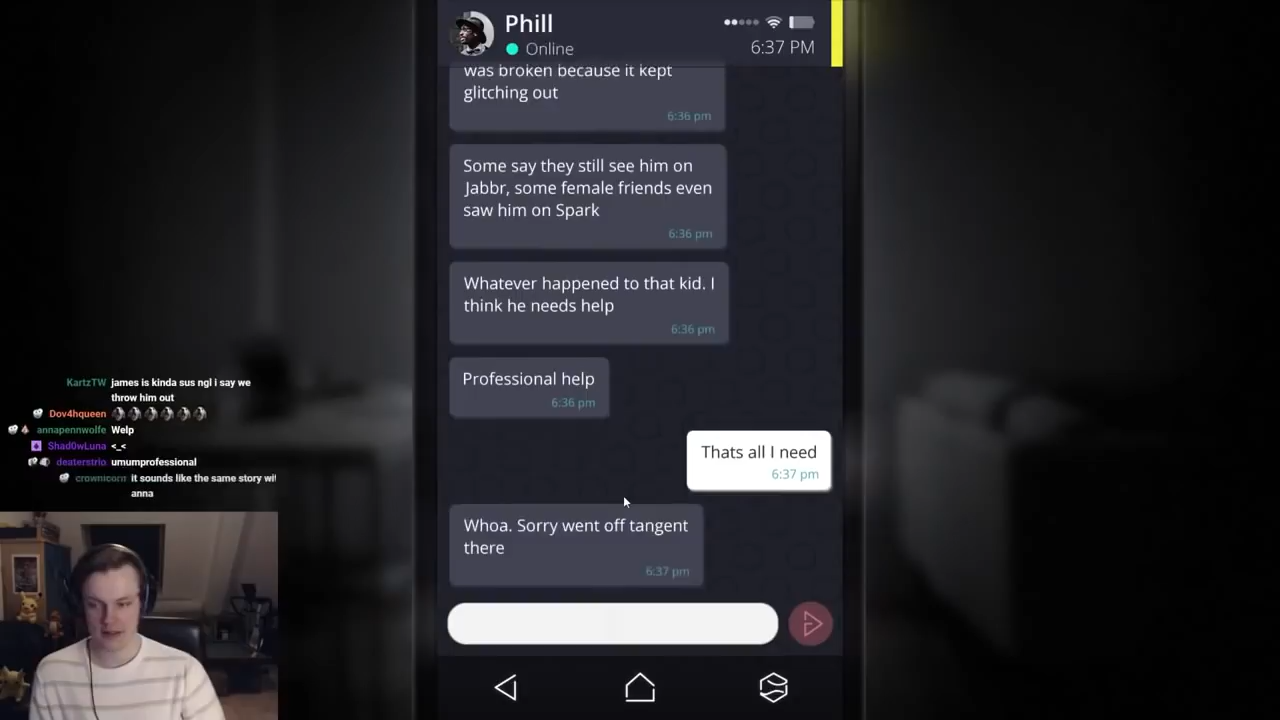 Phill
Online
6:37 PM
was broken because it kept
glitching out
6:36 pm
Some say they still see him on
Jabbr, some female friends even
saw him on Spark
6:36 pm
Whatever happened to that kid. I
think he needs help
6:36 pm
Professional help
6:36 pm
Thats all I need
6:37 pm
Whoa. Sorry went off tangent
there
6:37 pm
KartzTW james is kinda sus ngl i say we
throw him out
Dov4hqueen
annapennwolfe Welp
Shad0wLuna <_<
deaterstrio umumprofessional
crownicorn it sounds like the same story wit
anna